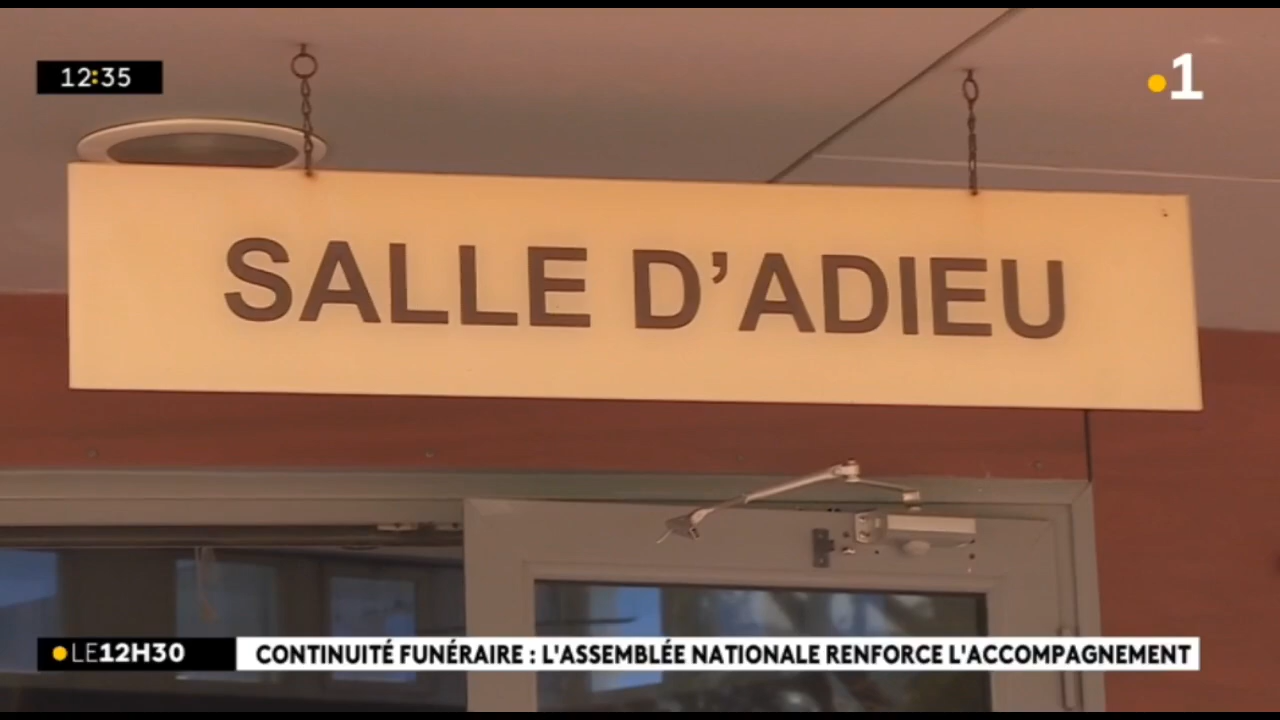 12:35
1
SALLE D'ADIEU
LE12H30
CONTINUITÉ FUNÉRAIRE : L'ASSEMBLÉE NATIONALE RENFORCE L'ACCOMPAGNEMENT